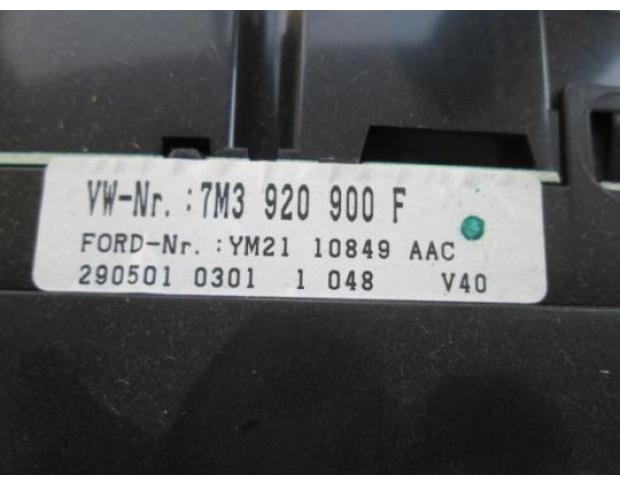 VW-Nr. :7M3 920 900 F
FORD-Nr. :YM21 10849 AAC
290501 0301 1 048 V40